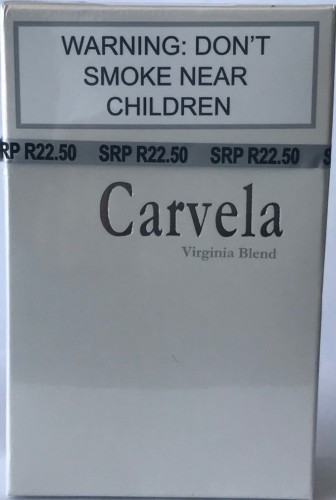 WARNING: DON'T
SMOKE NEAR
CHILDREN
RP R22.50 SRP R22.50 SRP R22.50 S
Carvela
Virginia Blend